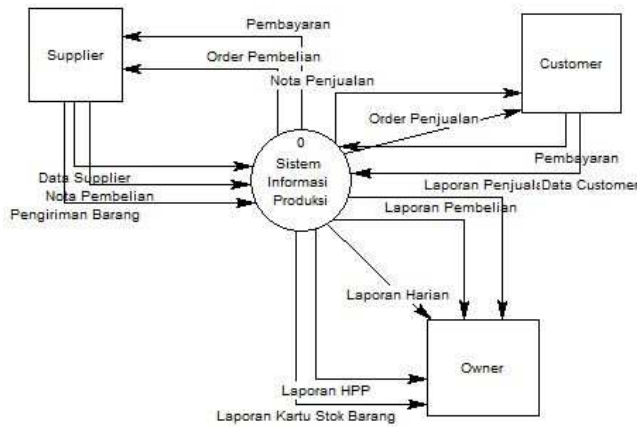 Pembayaran
Supplier
Order Pembelian
Nota Penjualan
Customer
Order Penjualan
0
Sistem
Informasi
Produksi
Pembayaran
Data Supplier
Nota Pembelian
Pengiriman Barang
Data Customer
Laporan Pembelian
Laporan Harian
Owner
Laporan HPP
Laporan Kartu Stok Barang